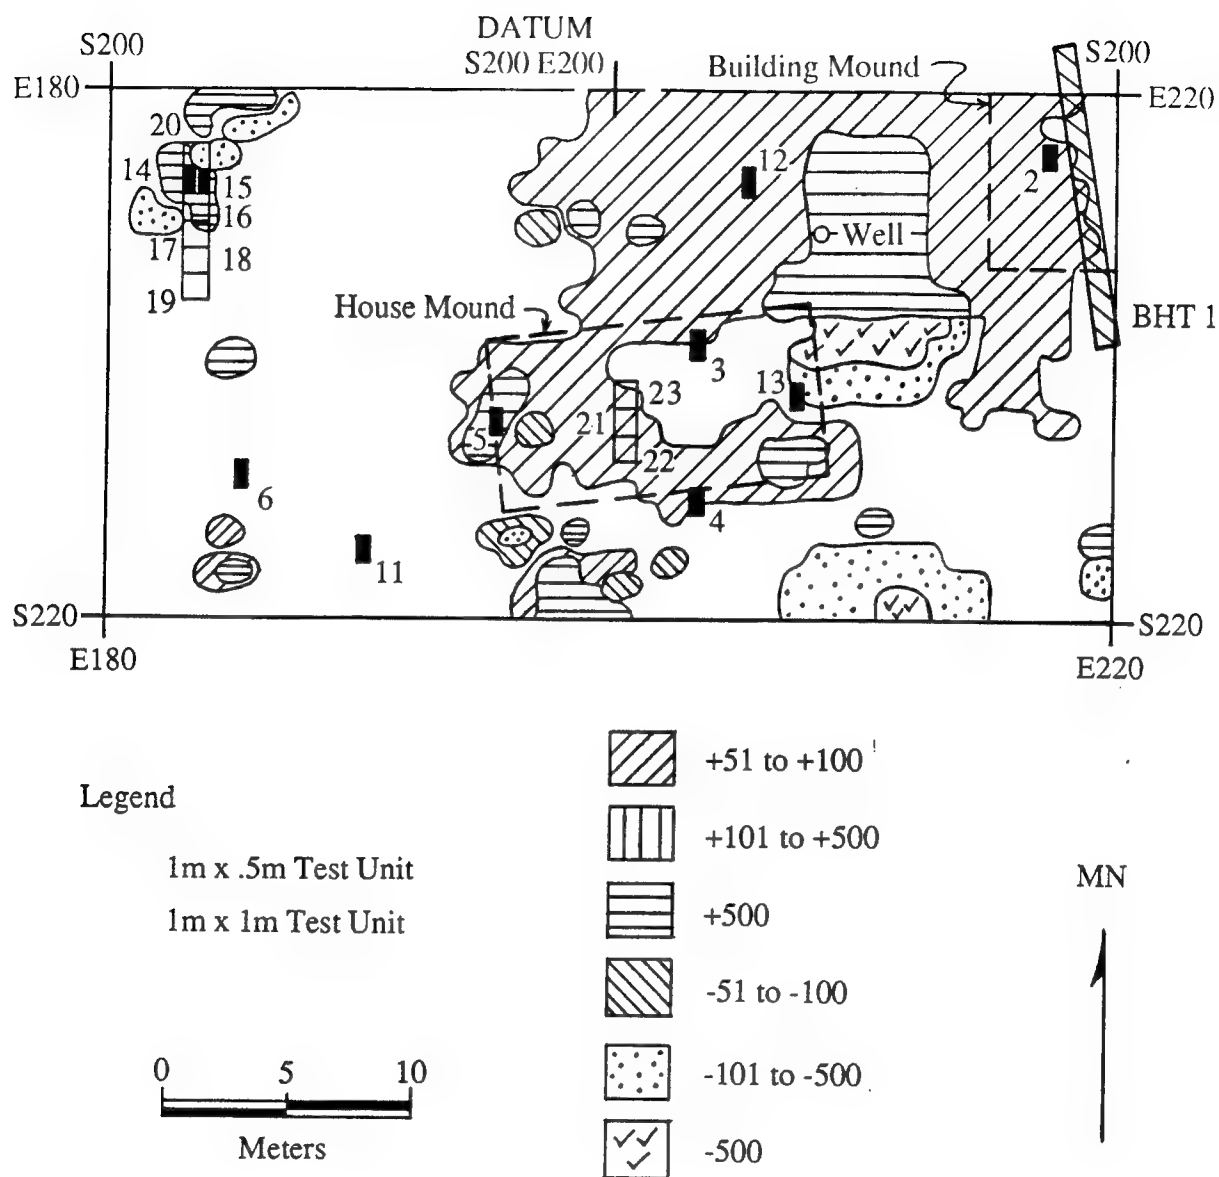 DATUM
S200
S200 E200
S200
Building Mound
E180
E220
20
12
14
15
2
16
17
18
Well
19
House Mound
BHT 1
3
23
13
21
5
22
6
4
11
S220
S220
E180
E220
+51 to +100
Legend
+101 to +500
1m x .5m Test Unit
MN
1m x 1m Test Unit
+500
-51 to -100
0 5 10
-101 to -500
Meters
-500